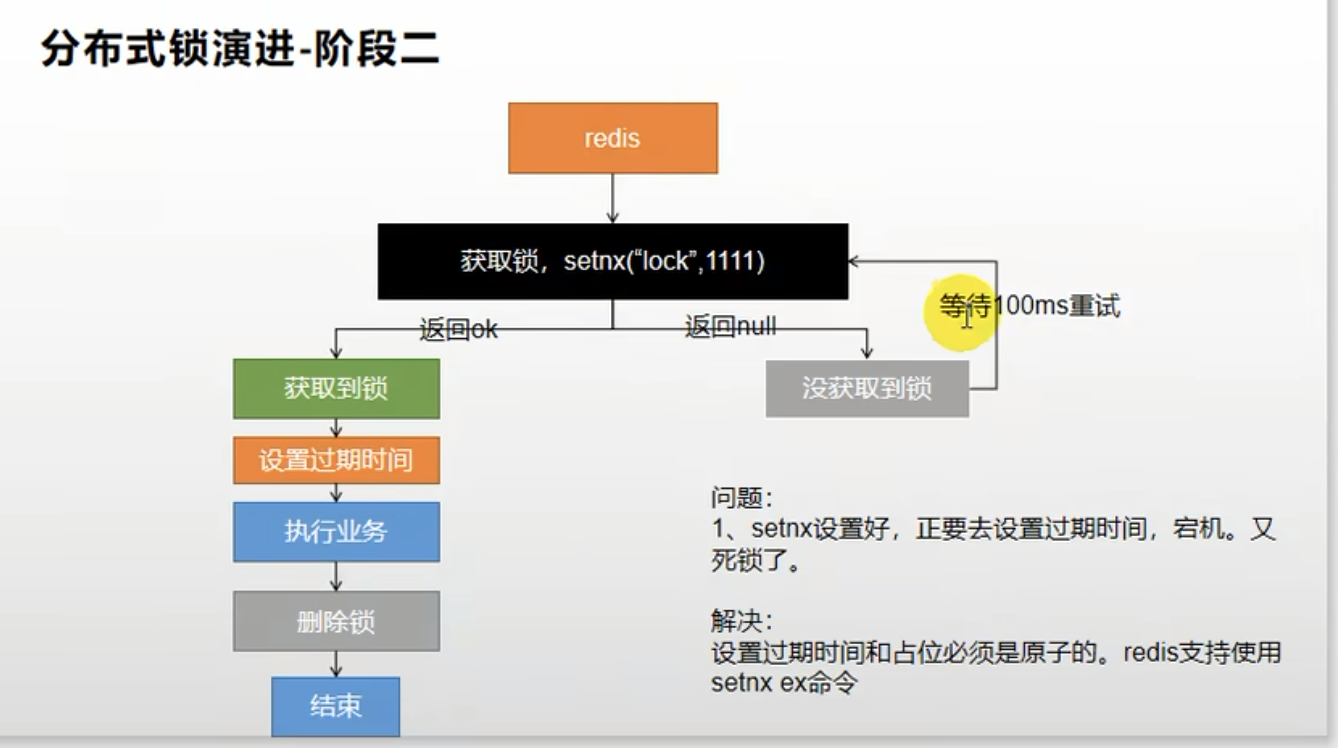 分布式锁演进-阶段二
redis
获取锁，setnx(“lock”,1111)
等待100ms重试
返回ok
返回null
获取到锁
没获取到锁
设置过期时间
执行业务
删除锁
结束
问题：
1、setnx设置好，正要去设置过期时间，宕机。又
死锁了。
解决：
设置过期时间和占位必须是原子的。redis支持使用
setnx ex命令